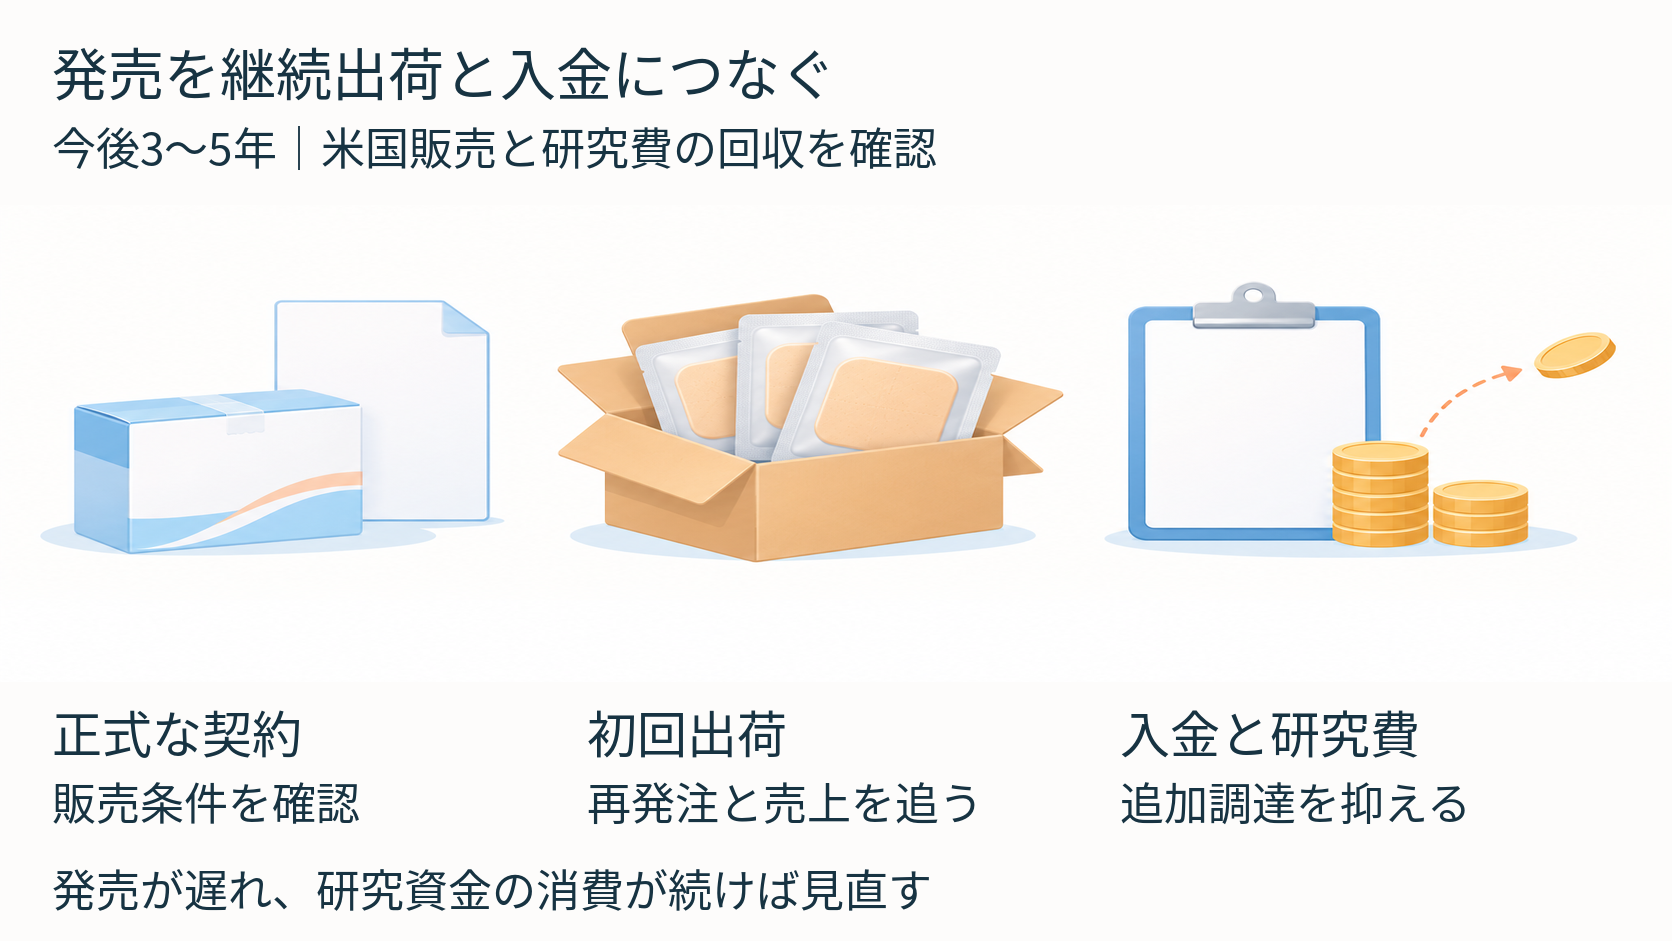 発売を継続出荷と入金につなぐ
今後3〜5年｜米国販売と研究費の回収を確認
正式な契約
販売条件を確認
初回出荷
再発注と売上を追う
入金と研究費
追加調達を抑える
発売が遅れ、研究資金の消費が続けば見直す